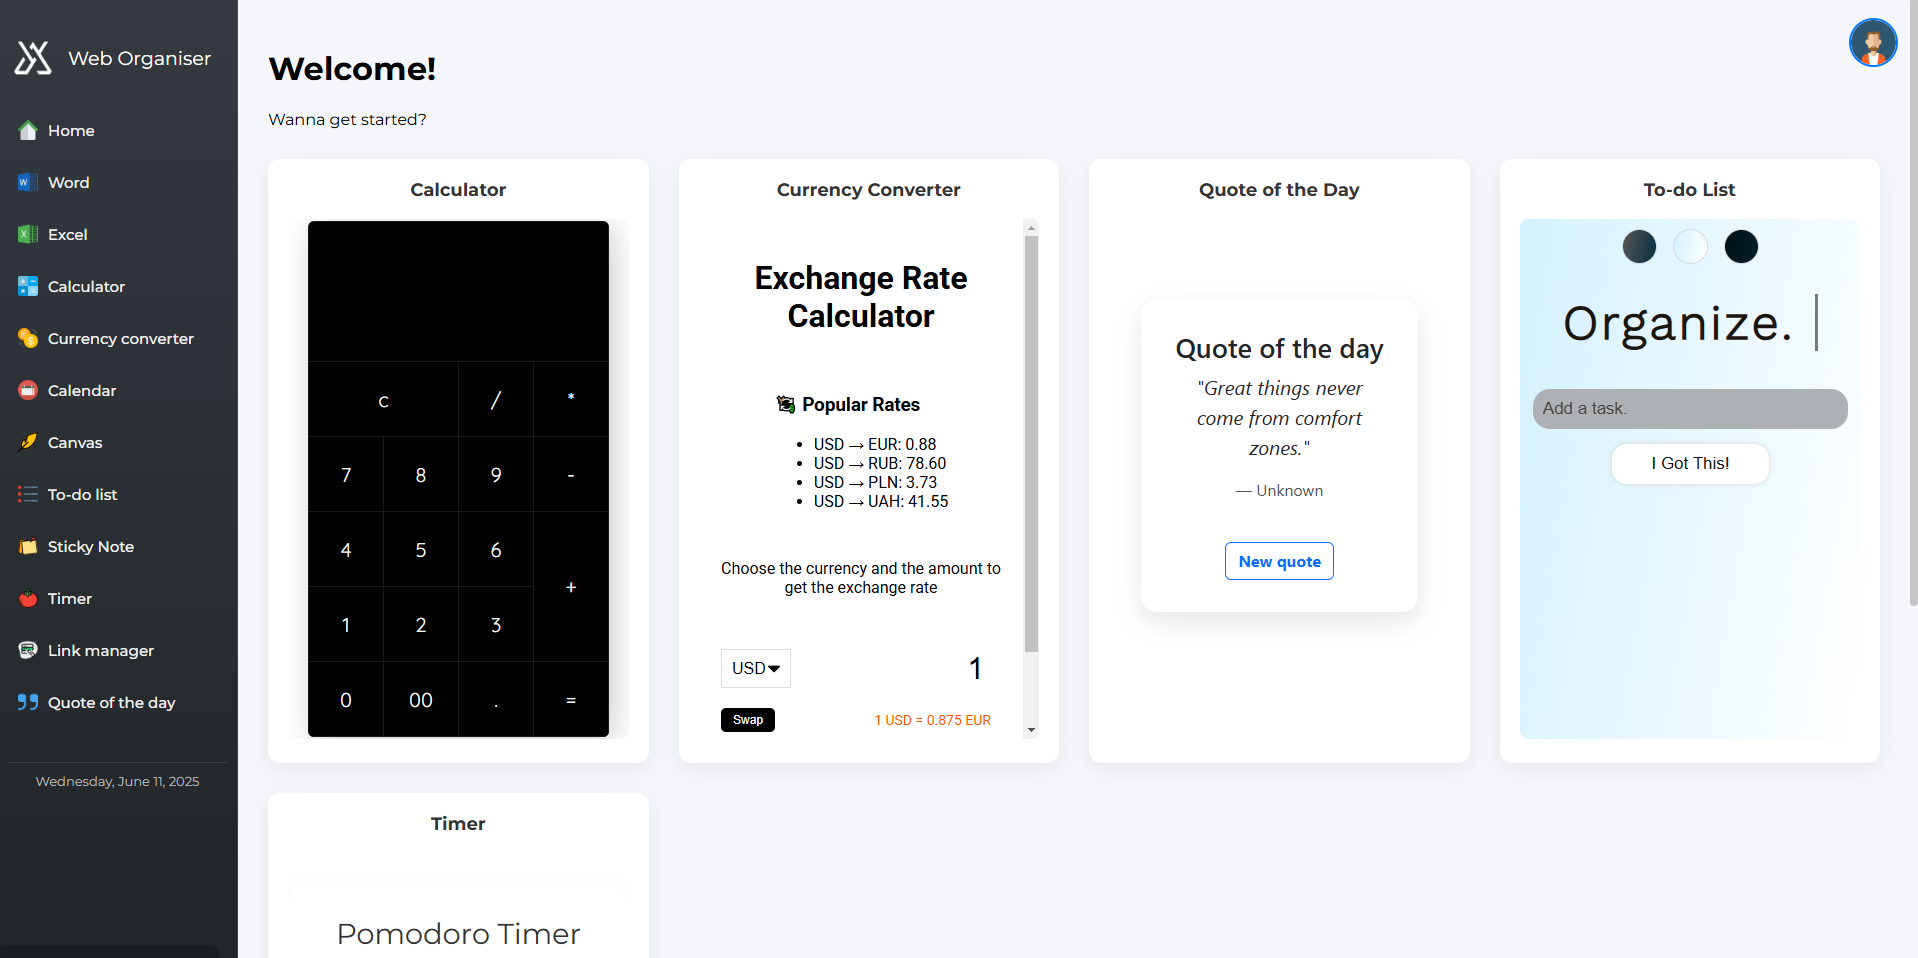 Web Organiser
Home
Word
Excel
Calculator
Currency converter
Calendar
Canvas
To-do list
Sticky Note
Timer
Link manager
Quote of the day
Wednesday, June 11, 2025
Welcome!
Wanna get started?
Calculator
C
/
*
7
8
9
-
4
5
6
+
1
2
3
0
00
.
=
Currency Converter
Exchange Rate
Calculator
Popular Rates
• USD → EUR: 0.88
• USD → RUB: 78.60
• USD → PLN: 3.73
• USD → UAH: 41.55
Choose the currency and the amount to
get the exchange rate
USD
1
Swap
1 USD = 0.875 EUR
Quote of the Day
Quote of the day
"Great things never
come from comfort
zones."
— Unknown
New quote
To-do List
Organize.
Add a task.
I Got This!
Timer
Pomodoro Timer